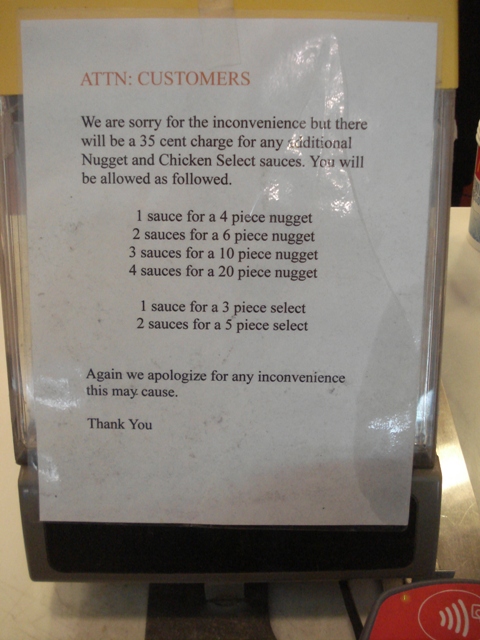 ATTN: CUSTOMERS
We are sorry for the inconvenience but there
will be a 35 cent charge for any additional
Nugget and Chicken Select sauces. You will
be allowed as followed.
1 sauce for a 4 piece nugget
2 sauces for a 6 piece nugget
3 sauces for a 10 piece nugget
4 sauces for a 20 piece nugget
1 sauce for a 3 piece select
2 sauces for a 5 piece select
Again we apologize for any inconvenience
this may cause.
Thank You